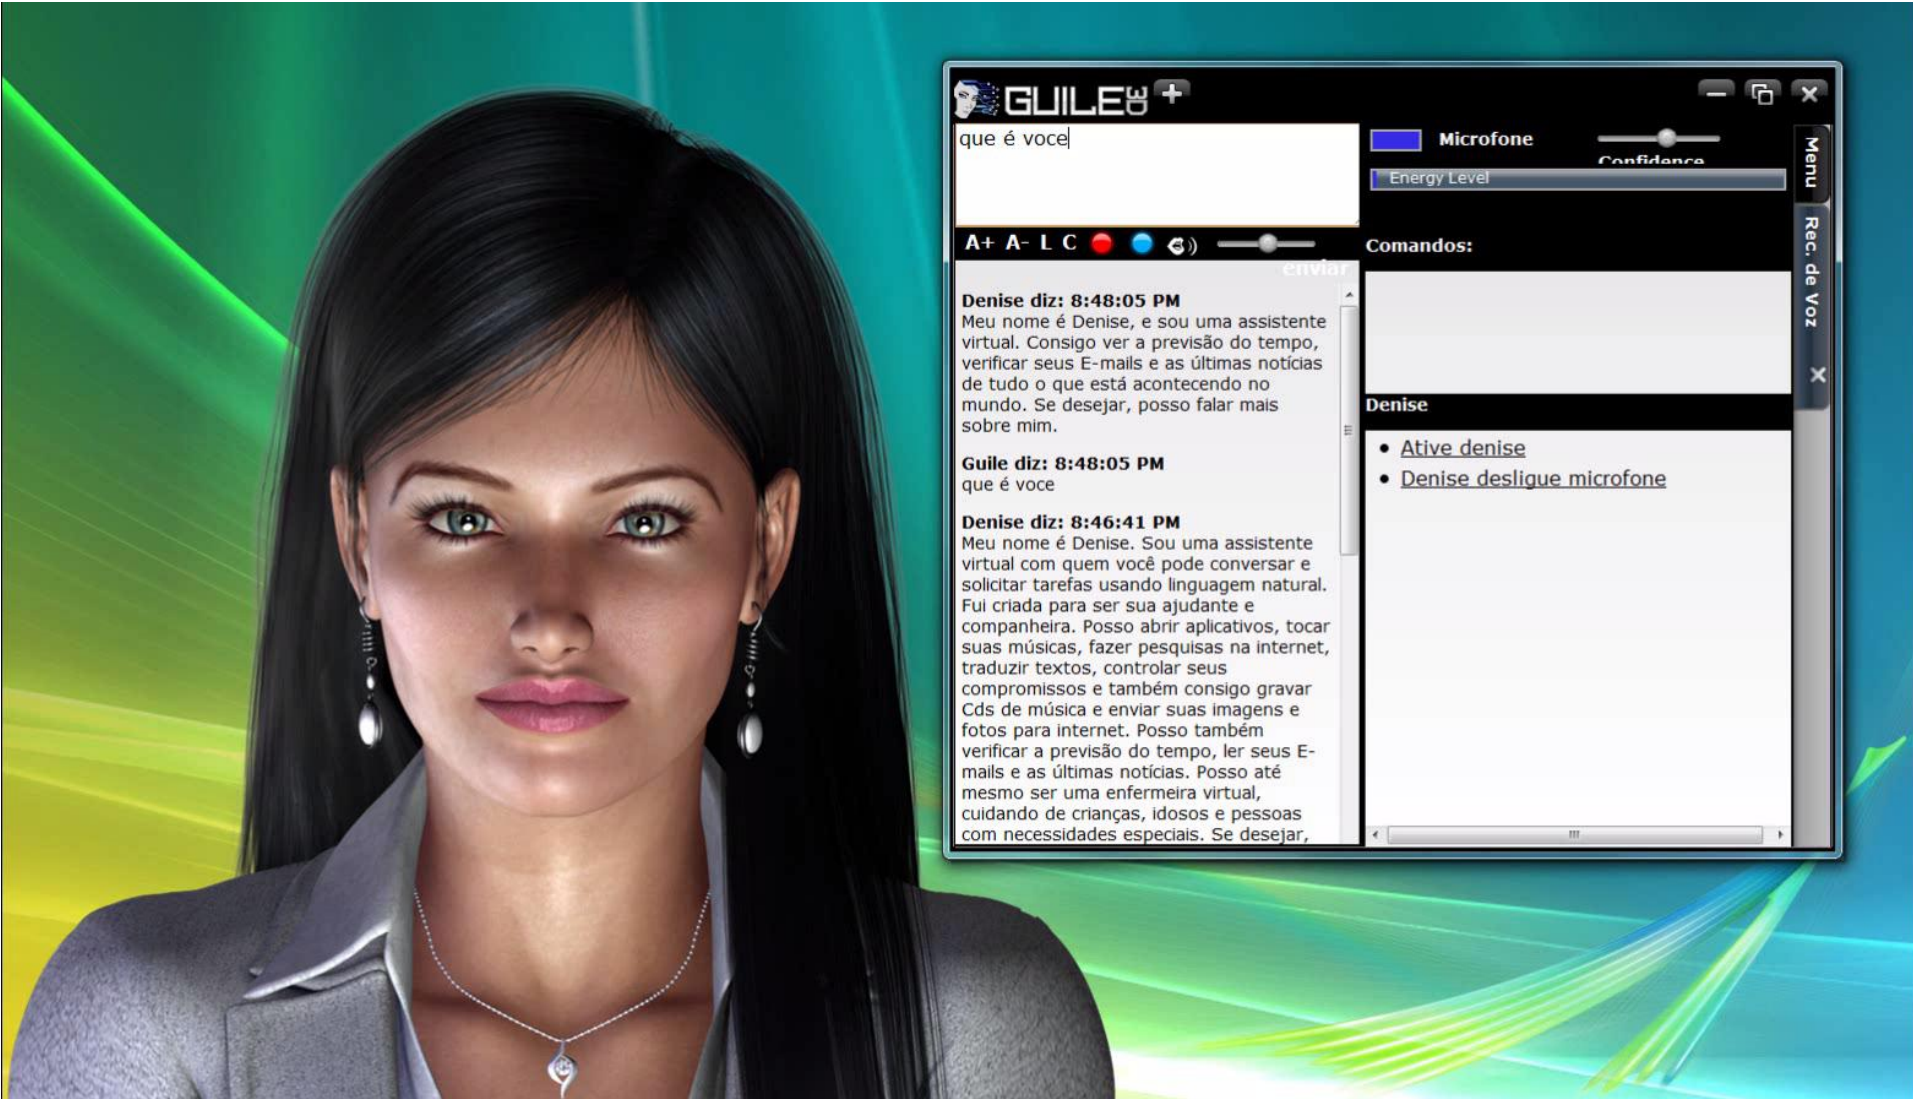 GUILE3D
que é voce
A+ A- L C
enviar
Denise diz: 8:48:05 PM
Meu nome é Denise, e sou uma assistente
virtual. Consigo ver a previsão do tempo,
verificar seus E-mails e as últimas notícias
de tudo o que está acontecendo no
mundo. Se desejar, posso falar mais
sobre mim.
Guile diz: 8:48:05 PM
que é voce
Denise diz: 8:46:41 PM
Meu nome é Denise. Sou uma assistente
virtual com quem você pode conversar e
solicitar tarefas usando linguagem natural.
Fui criada para ser sua ajudante e
companheira. Posso abrir aplicativos, tocar
suas músicas, fazer pesquisas na internet,
traduzir textos, controlar seus
compromissos e também consigo gravar
Cds de música e enviar suas imagens e
fotos para internet. Posso também
verificar a previsão do tempo, ler seus E-
mails e as últimas notícias. Posso até
mesmo ser uma enfermeira virtual,
cuidando de crianças, idosos e pessoas
com necessidades especiais. Se desejar,
Microfone
Confidence
Energy Level
Comandos:
Denise
Ative denise
Denise desligue microfone
Menu
Rec. de Voz